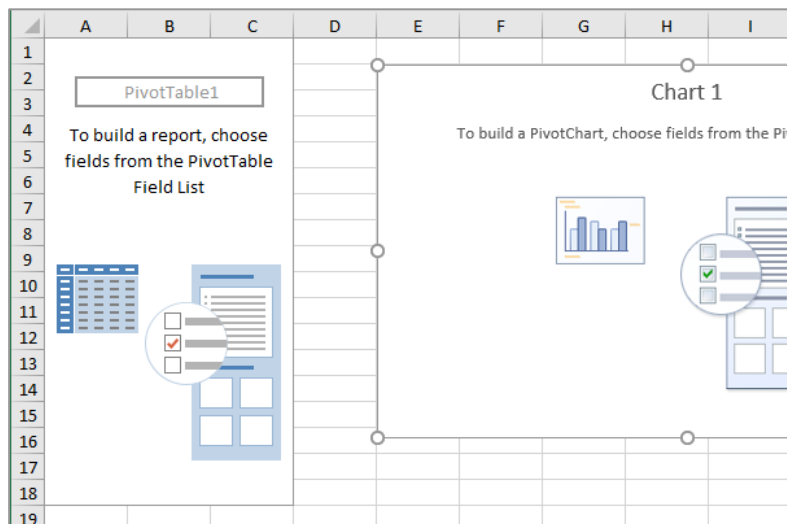 A B C D E F G H I
1
2
PivotTable1
Chart 1
3
4
To build a report, choose
To build a PivotChart, choose fields from the
5
fields from the PivotTable
6
Field List
7
8
9
10
11
12
13
14
15
16
17
18
19